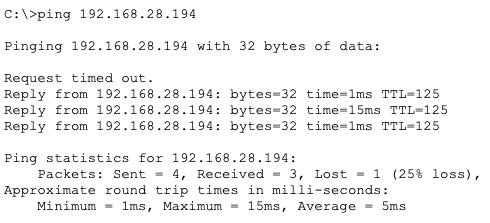 C:\>ping 192.168.28.194
Pinging 192.168.28.194 with 32 bytes of data:
Request timed out.
Reply from 192.168.28.194: bytes=32 time=1ms TTL=125
Reply from 192.168.28.194: bytes=32 time=15ms TTL=125
Reply from 192.168.28.194: bytes=32 time=1ms TTL=125
Ping statistics for 192.168.28.194:
    Packets: Sent = 4, Received = 3, Lost = 1 (25% loss),
Approximate round trip times in milli-seconds:
    Minimum = 1ms, Maximum = 15ms, Average = 5ms